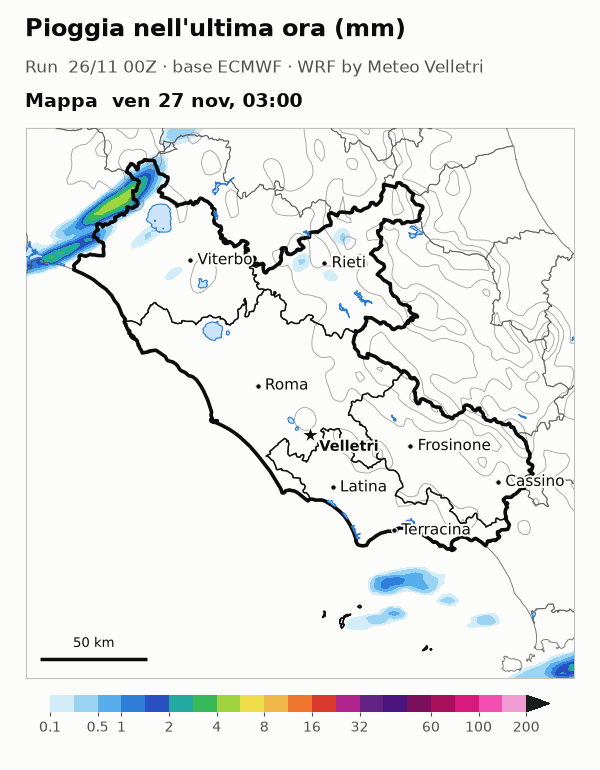 Pioggia nell'ultima ora (mm)
Run  26/11 00Z · base ECMWF · WRF by Meteo Velletri
Mappa  ven 27 nov, 03:00
Viterbo
Rieti
Roma
Velletri
Frosinone
Cassino
Latina
Terracina
50 km
0.1 0.5 1 2 4 8 16 32 60 100 200